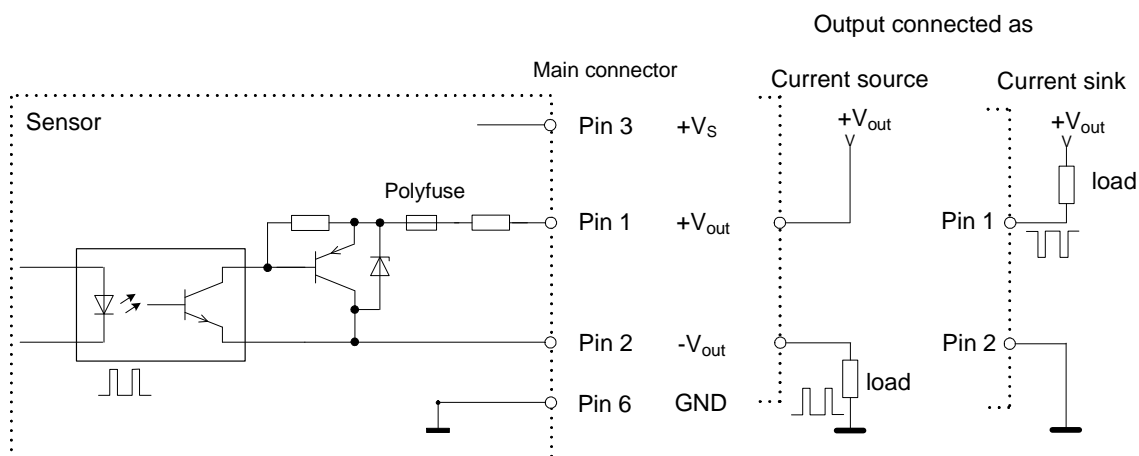 Output connected as
Main connector
Current source
Current sink
Sensor
Pin 3 +VS
+Vout
+Vout
load
Polyfuse
Pin 1 +Vout
Pin 1
Pin 2 -Vout
Pin 2
load
Pin 6 GND